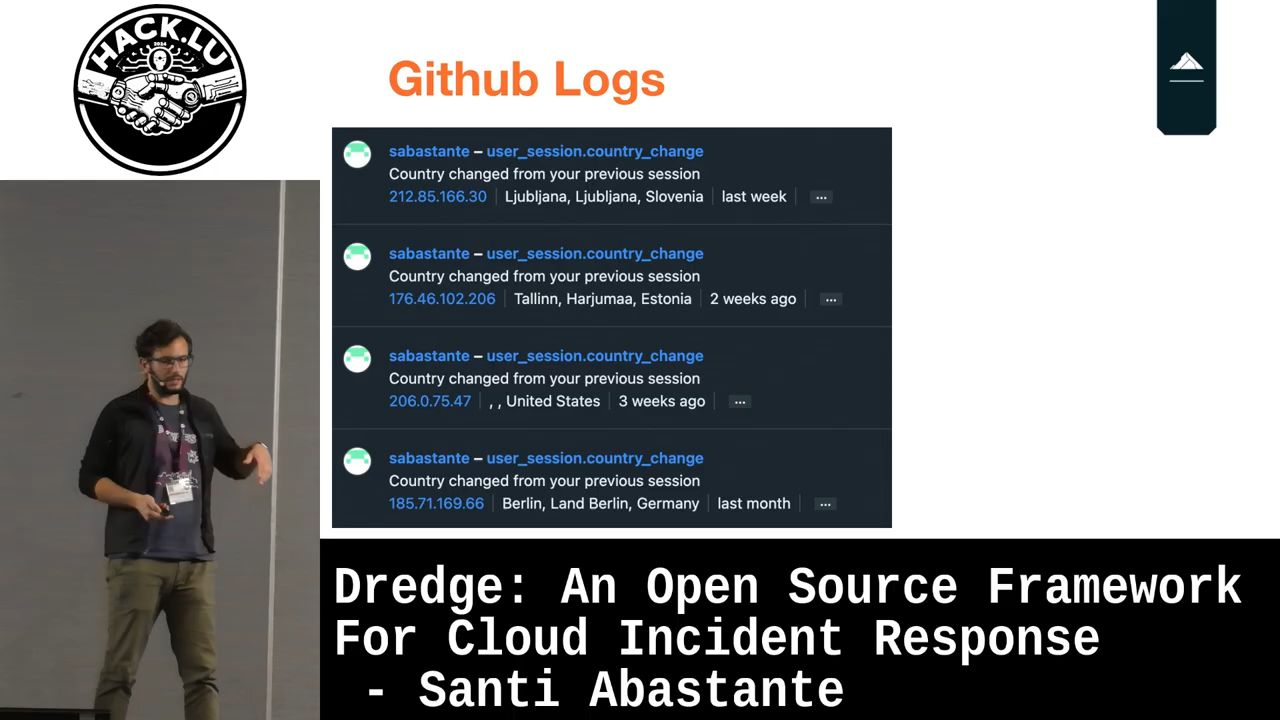 HACK.LU
2024
Github Logs
sabastante – user_session.country_change
Country changed from your previous session
212.85.166.30 | Ljubljana, Ljubljana, Slovenia | last week | ...
sabastante – user_session.country_change
Country changed from your previous session
176.46.102.206 | Tallinn, Harjumaa, Estonia | 2 weeks ago | ...
sabastante – user_session.country_change
Country changed from your previous session
206.0.75.47 | , , United States | 3 weeks ago | ...
sabastante – user_session.country_change
Country changed from your previous session
185.71.169.66 | Berlin, Land Berlin, Germany | last month | ...
Dredge: An Open Source Framework
For Cloud Incident Response
- Santi Abastante